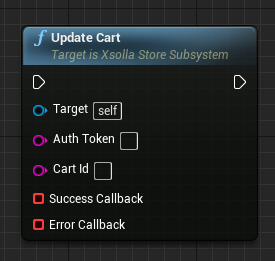 Update Cart
Target is Xsolla Store Subsystem
Target self
Auth Token
Cart Id
Success Callback
Error Callback